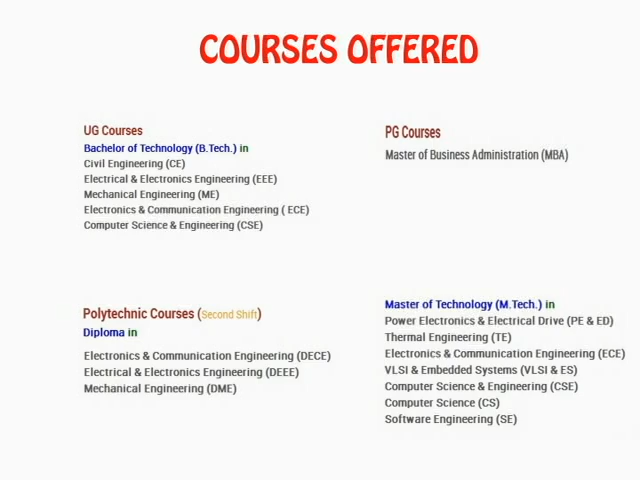 COURSES OFFERED
UG Courses
Bachelor of Technology (B.Tech.) in
Civil Engineering (CE)
Electrical & Electronics Engineering (EEE)
Mechanical Engineering (ME)
Electronics & Communication Engineering ( ECE)
Computer Science & Engineering (CSE)
PG Courses
Master of Business Administration (MBA)
Polytechnic Courses (Second Shift)
Diploma in
Electronics & Communication Engineering (DECE)
Electrical & Electronics Engineering (DEEE)
Mechanical Engineering (DME)
Master of Technology (M.Tech.) in
Power Electronics & Electrical Drive (PE & ED)
Thermal Engineering (TE)
Electronics & Communication Engineering (ECE)
VLSI & Embedded Systems (VLSI & ES)
Computer Science & Engineering (CSE)
Computer Science (CS)
Software Engineering (SE)